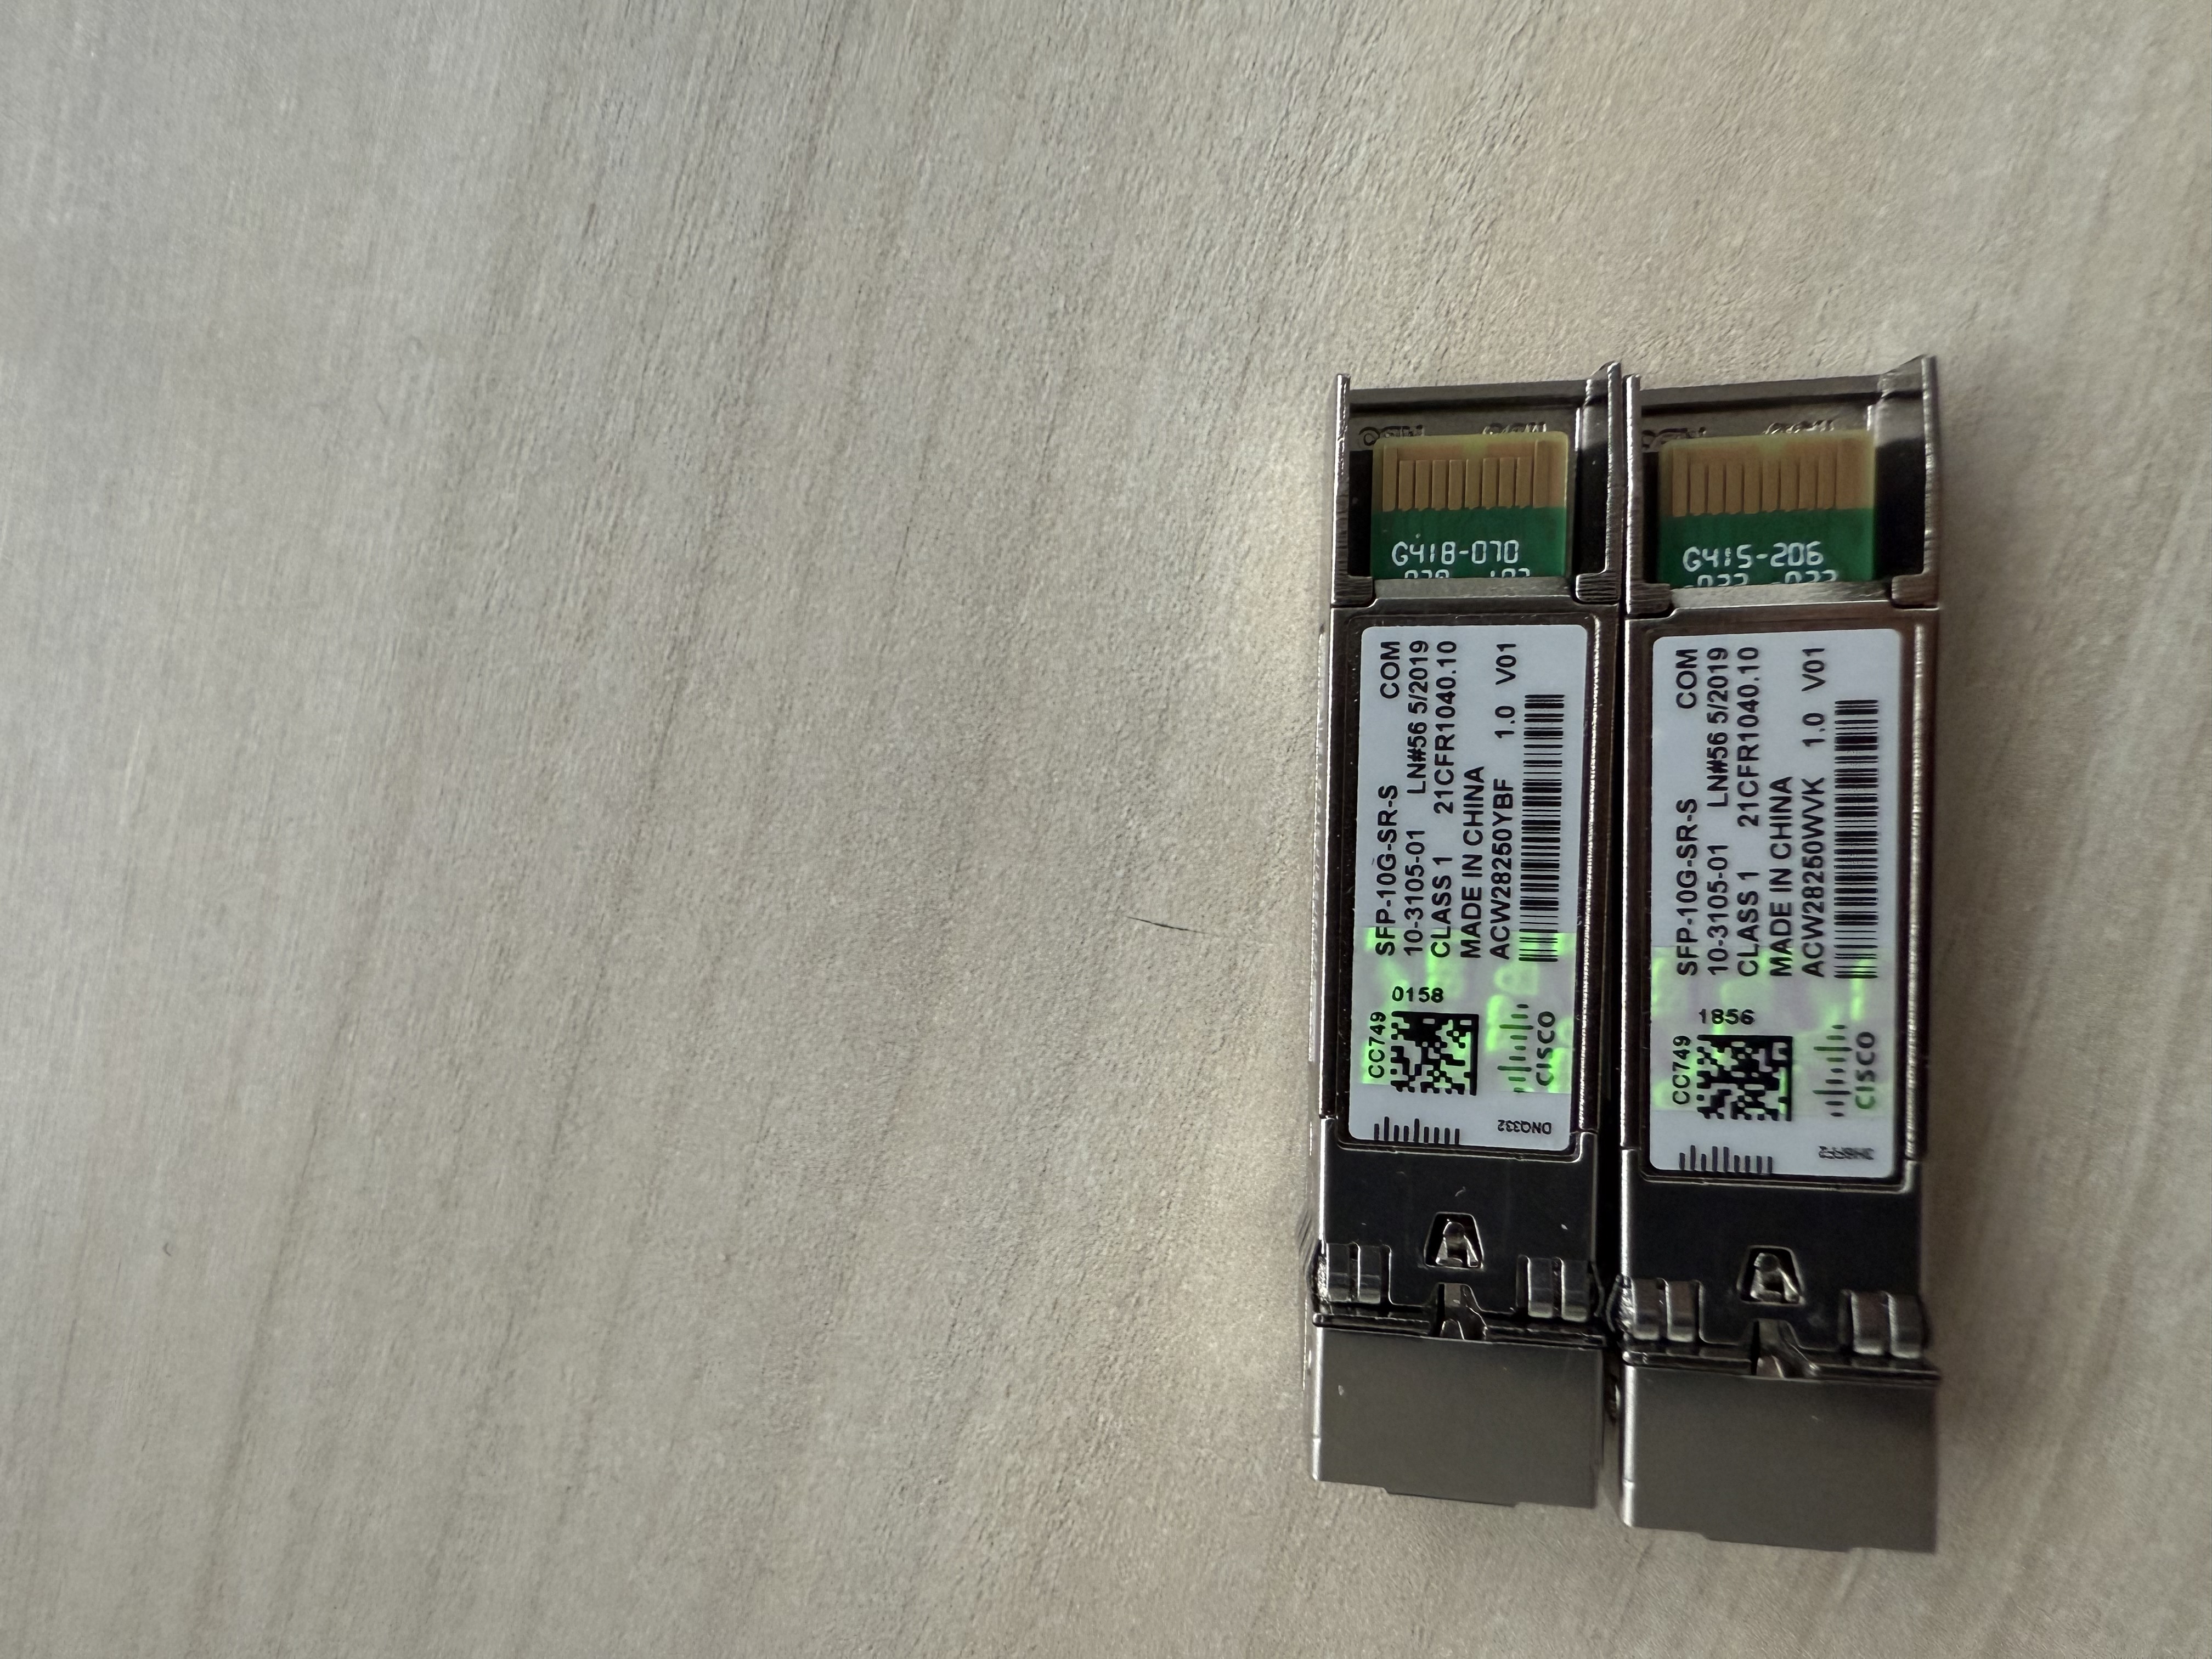 CC749
0158
SFP-10G-SR-S COM
10-3105-01 LN#56 5/2019
CLASS 1 21CFR1040.10
MADE IN CHINA
ACW28250YBF 1.0 V01
DNQ332
CISCO
G418-070
CC749
1856
SFP-10G-SR-S COM
10-3105-01 LN#56 5/2019
CLASS 1 21CFR1040.10
MADE IN CHINA
ACW28250WVK 1.0 V01
CISCO
G415-206